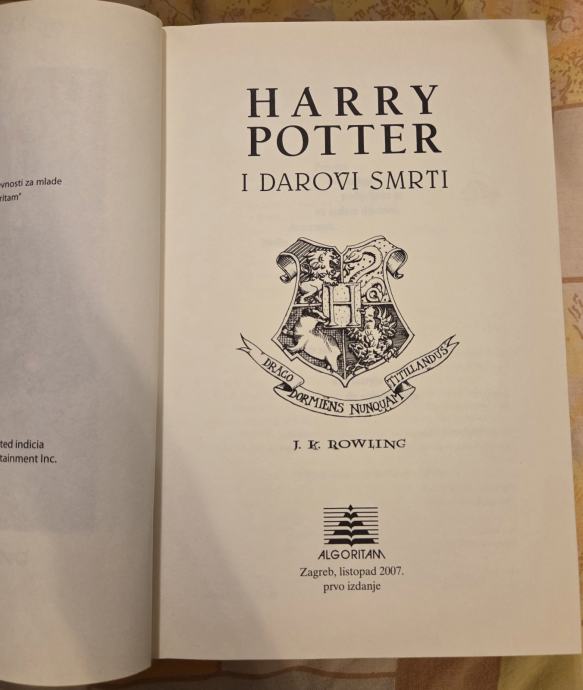 vnosti za mlade
ritam"
ted indicia
tainment Inc.
HARRY
POTTER
I DAROVI SMRTI
H
DRACO
DORMIENS NUNQUAM
TITILLANDUS
J. K. ROWLING
ALGORITAM
Zagreb, listopad 2007.
prvo izdanje